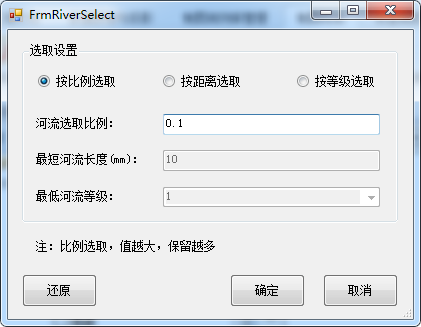 FrmRiverSelect
选取设置
按比例选取 按距离选取 按等级选取
河流选取比例： 0.1
最短河流长度(mm)： 10
最低河流等级： 1
注：比例选取，值越大，保留越多
还原 确定 取消